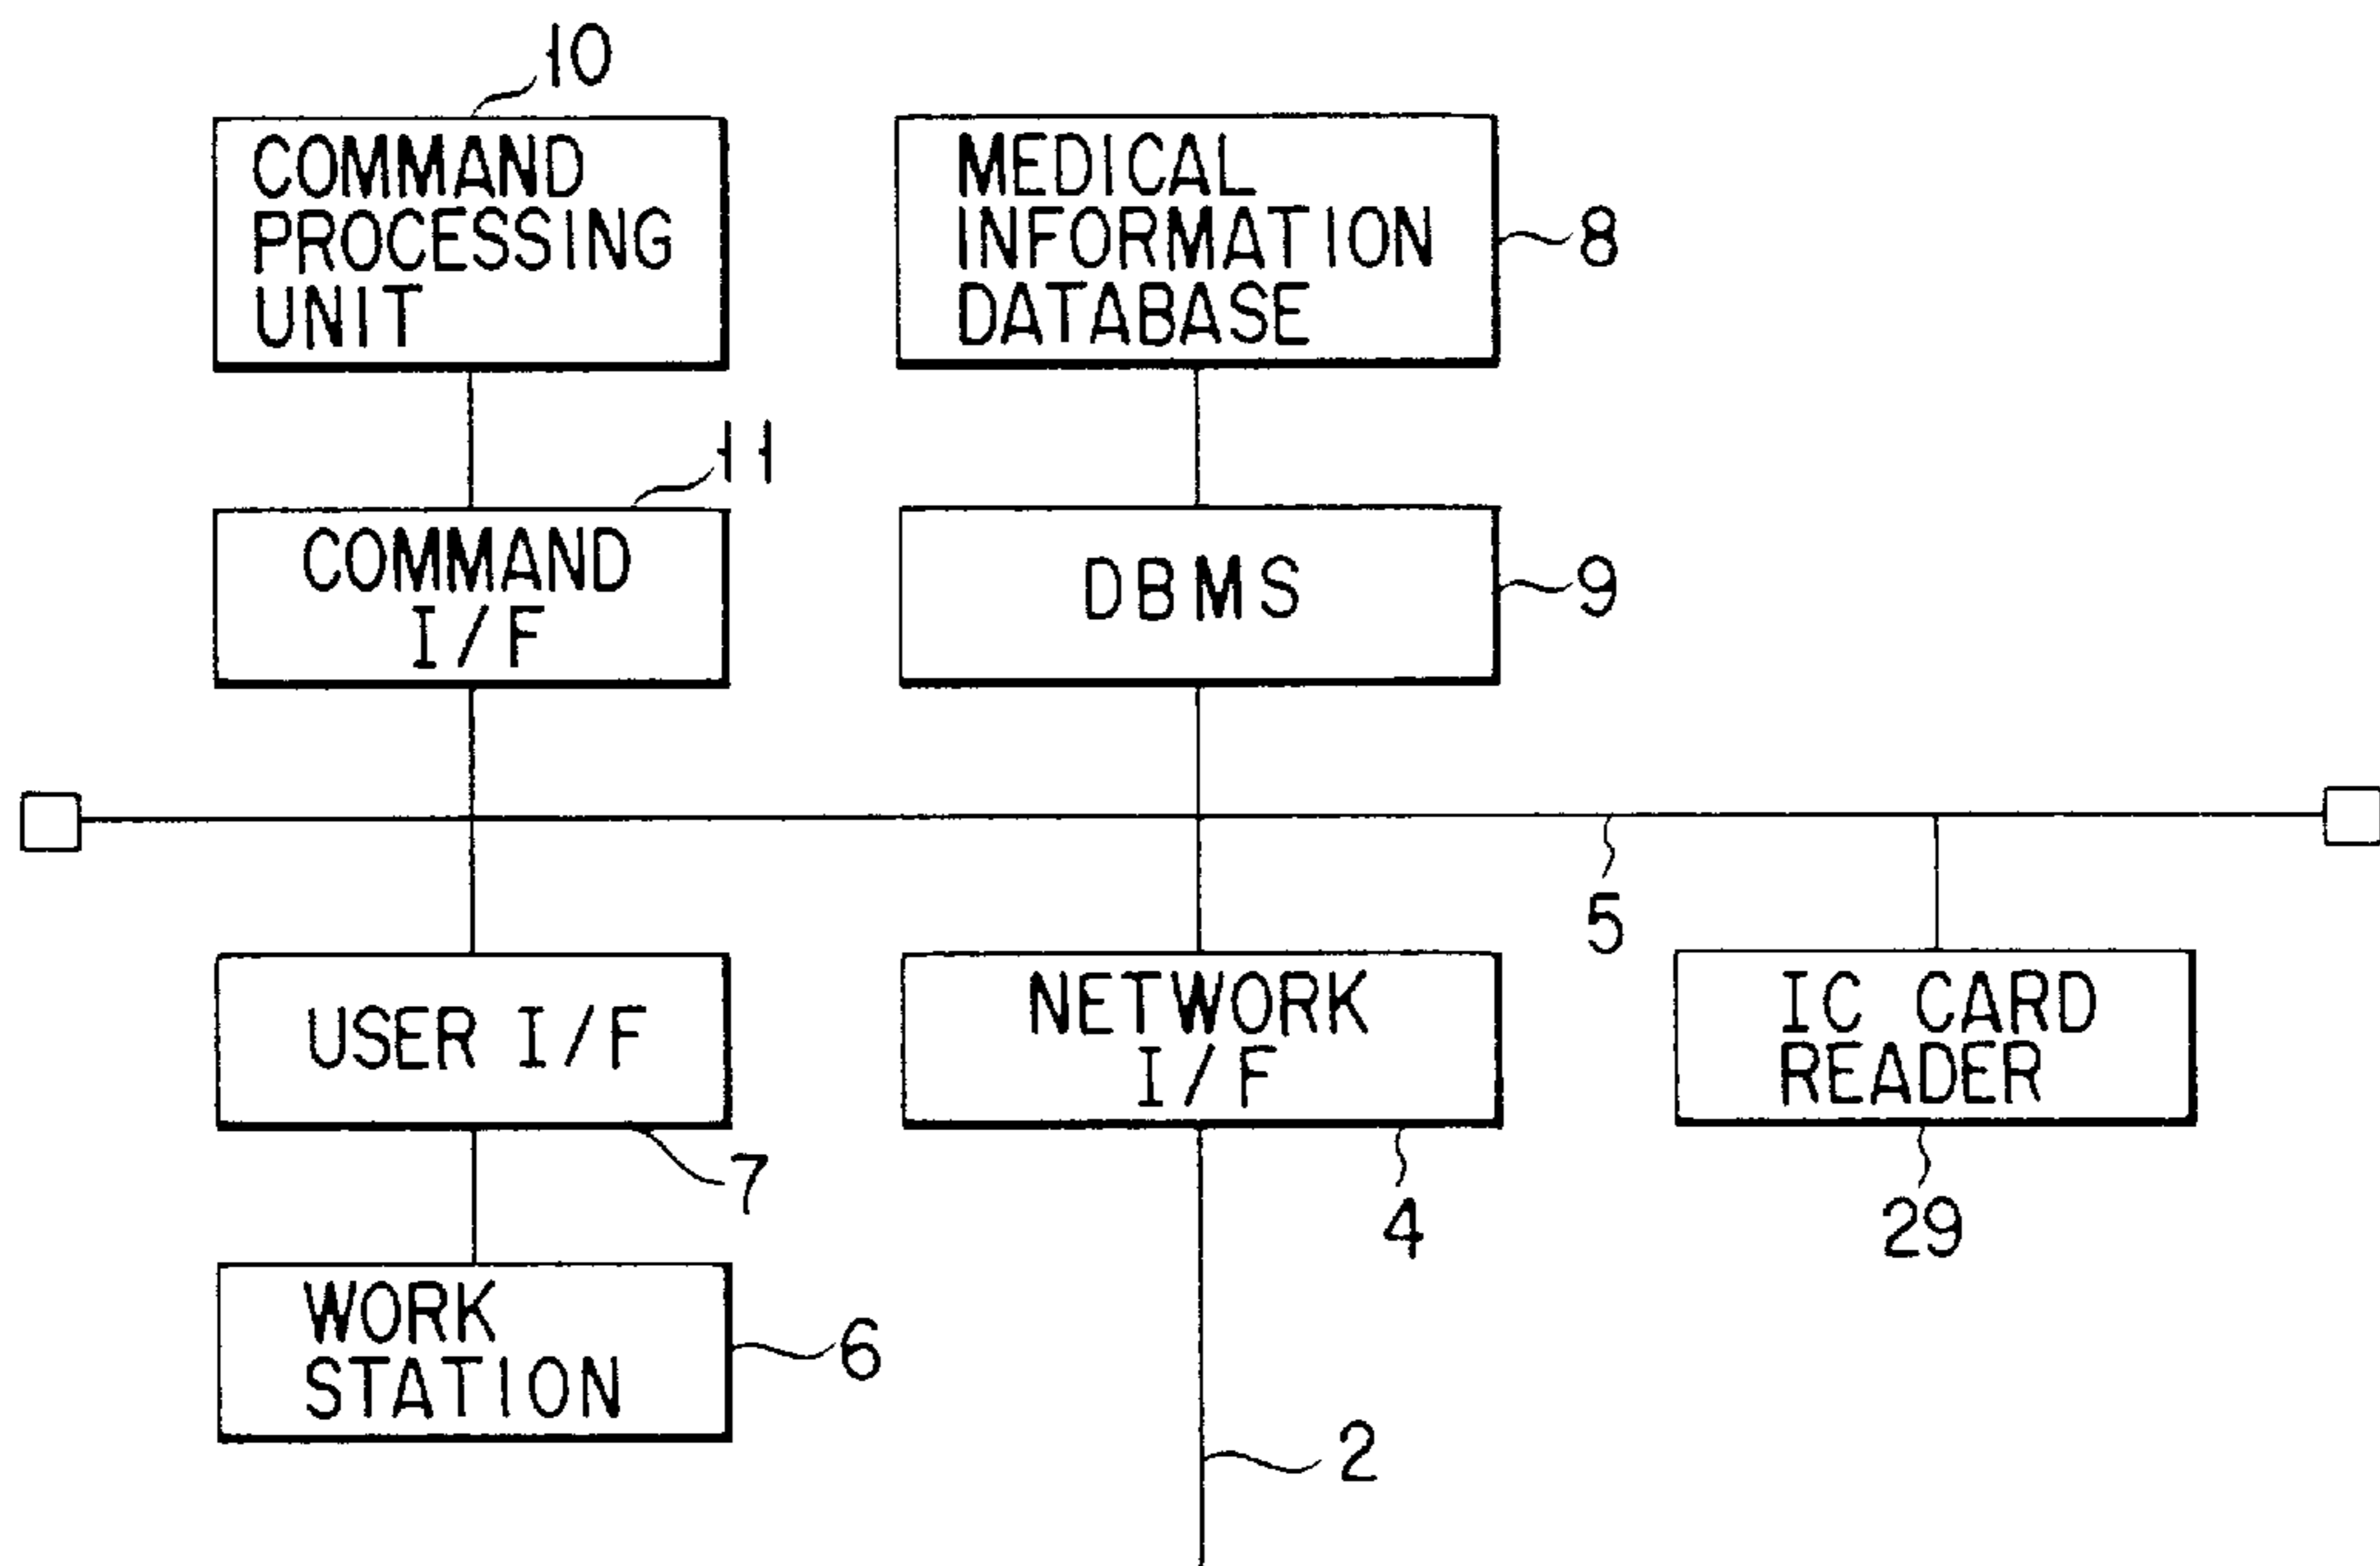 10
COMMAND
PROCESSING
UNIT
MEDICAL
INFORMATION
DATABASE
8
11
COMMAND
I/F
DBMS
9
5
USER I/F
7
NETWORK
I/F
4
IC CARD
READER
29
WORK
STATION
6
2